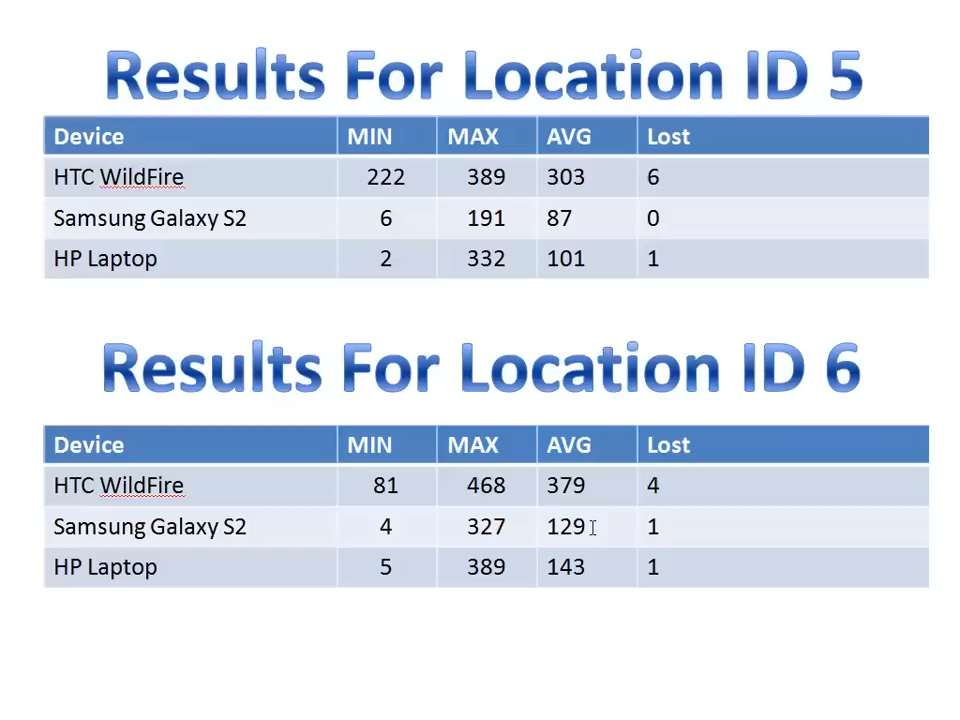 Results For Location ID 5
Device MIN MAX AVG Lost
HTC WildFire 222 389 303 6
Samsung Galaxy S2 6 191 87 0
HP Laptop 2 332 101 1
Results For Location ID 6
Device MIN MAX AVG Lost
HTC WildFire 81 468 379 4
Samsung Galaxy S2 4 327 129 1
HP Laptop 5 389 143 1